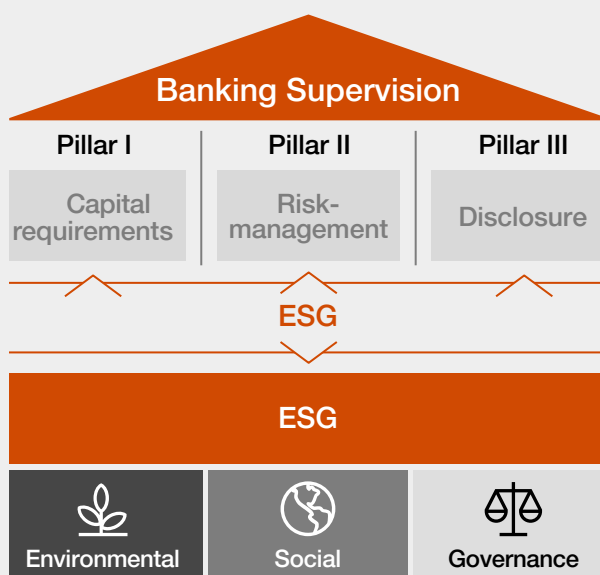 Banking Supervision
Pillar I
Pillar II
Pillar III
Capital
requirements
Risk-
management
Disclosure
ESG
ESG
Environmental
Social
Governance